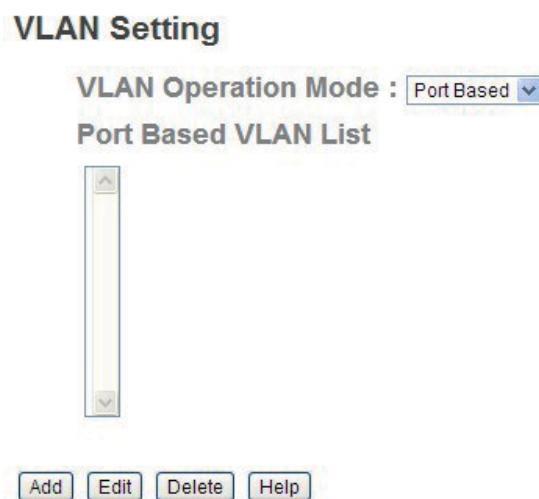 VLAN Setting
VLAN Operation Mode : Port Based
Port Based VLAN List
Add Edit Delete Help